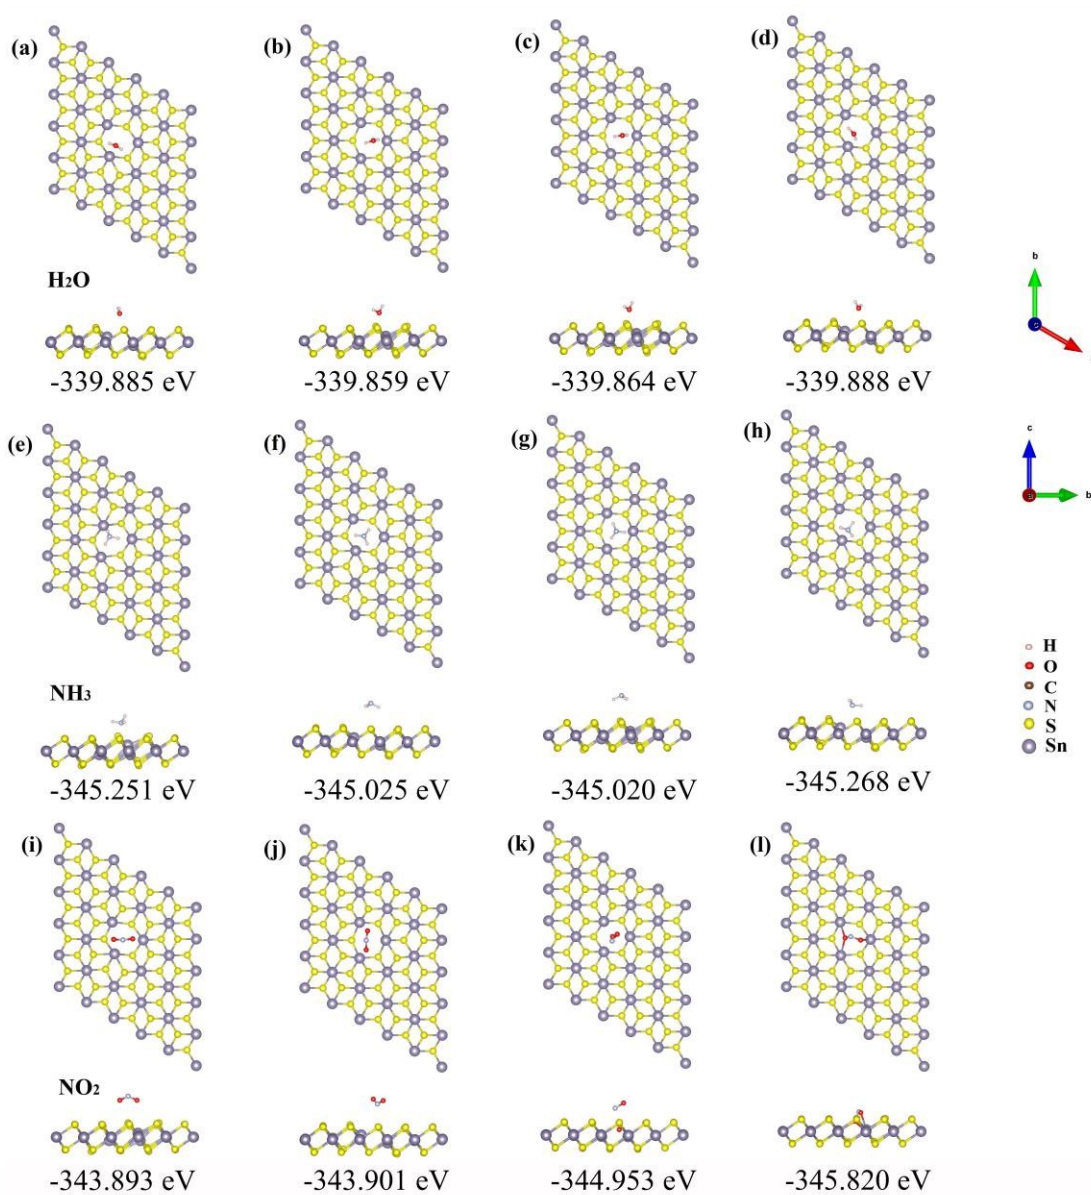 (a) (b) (c) (d)
H2O
-339.885 eV -339.859 eV -339.864 eV -339.888 eV
b
a
(e) (f) (g) (h)
c
b
NH3
-345.251 eV -345.025 eV -345.020 eV -345.268 eV
H
O
C
N
S
Sn
(i) (j) (k) (l)
NO2
-343.893 eV -343.901 eV -344.953 eV -345.820 eV